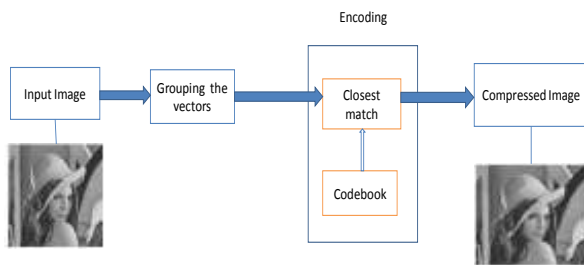 Encoding
Input Image
Grouping the
vectors
Closest
match
Compressed Image
Codebook